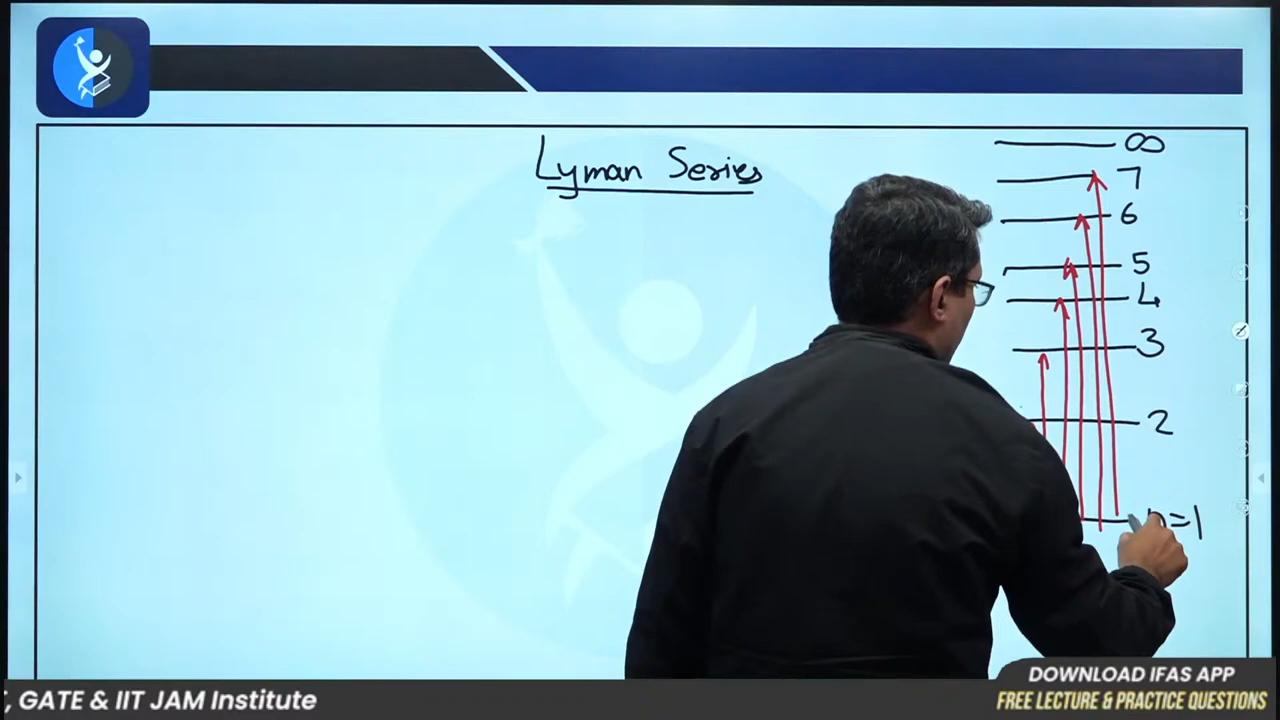 Lyman Series
∞
7
6
5
4
3
2
n=1
DOWNLOAD IFAS APP
FREE LECTURE & PRACTICE QUESTIONS
, GATE & IIT JAM Institute